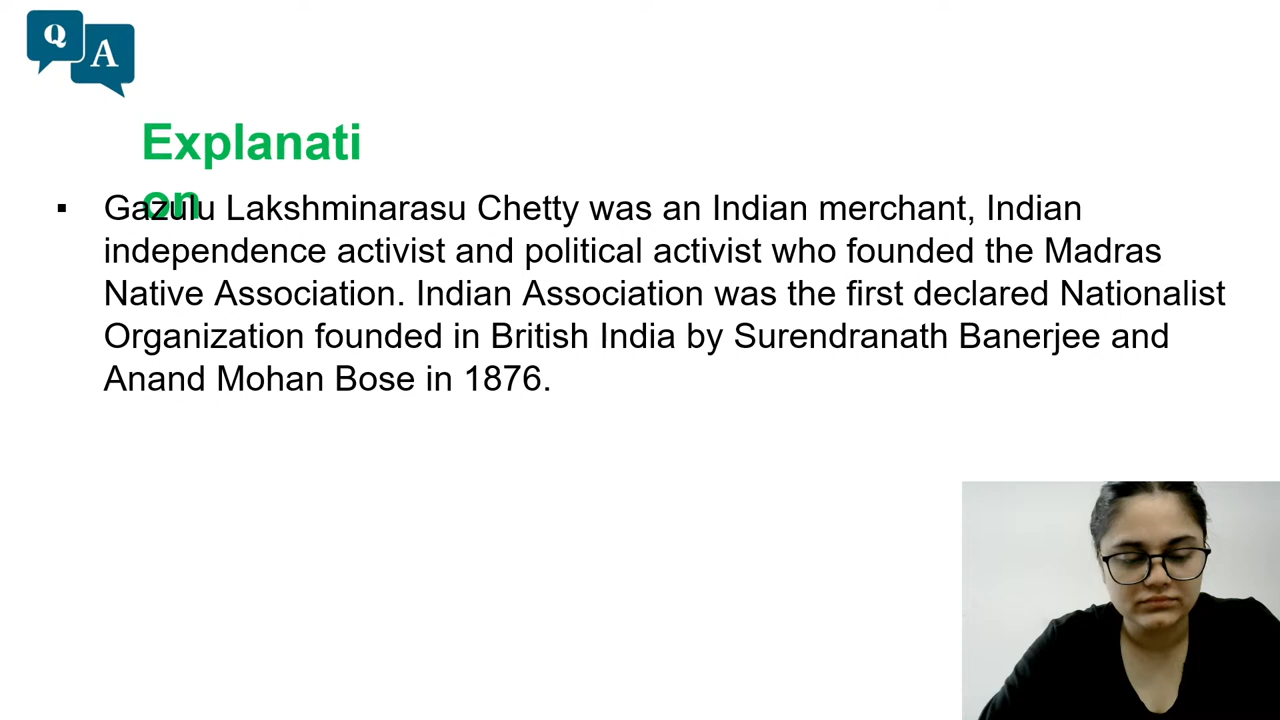 Q
A
Explanati
on
▪ Gazulu Lakshminarasu Chetty was an Indian merchant, Indian
independence activist and political activist who founded the Madras
Native Association. Indian Association was the first declared Nationalist
Organization founded in British India by Surendranath Banerjee and
Anand Mohan Bose in 1876.